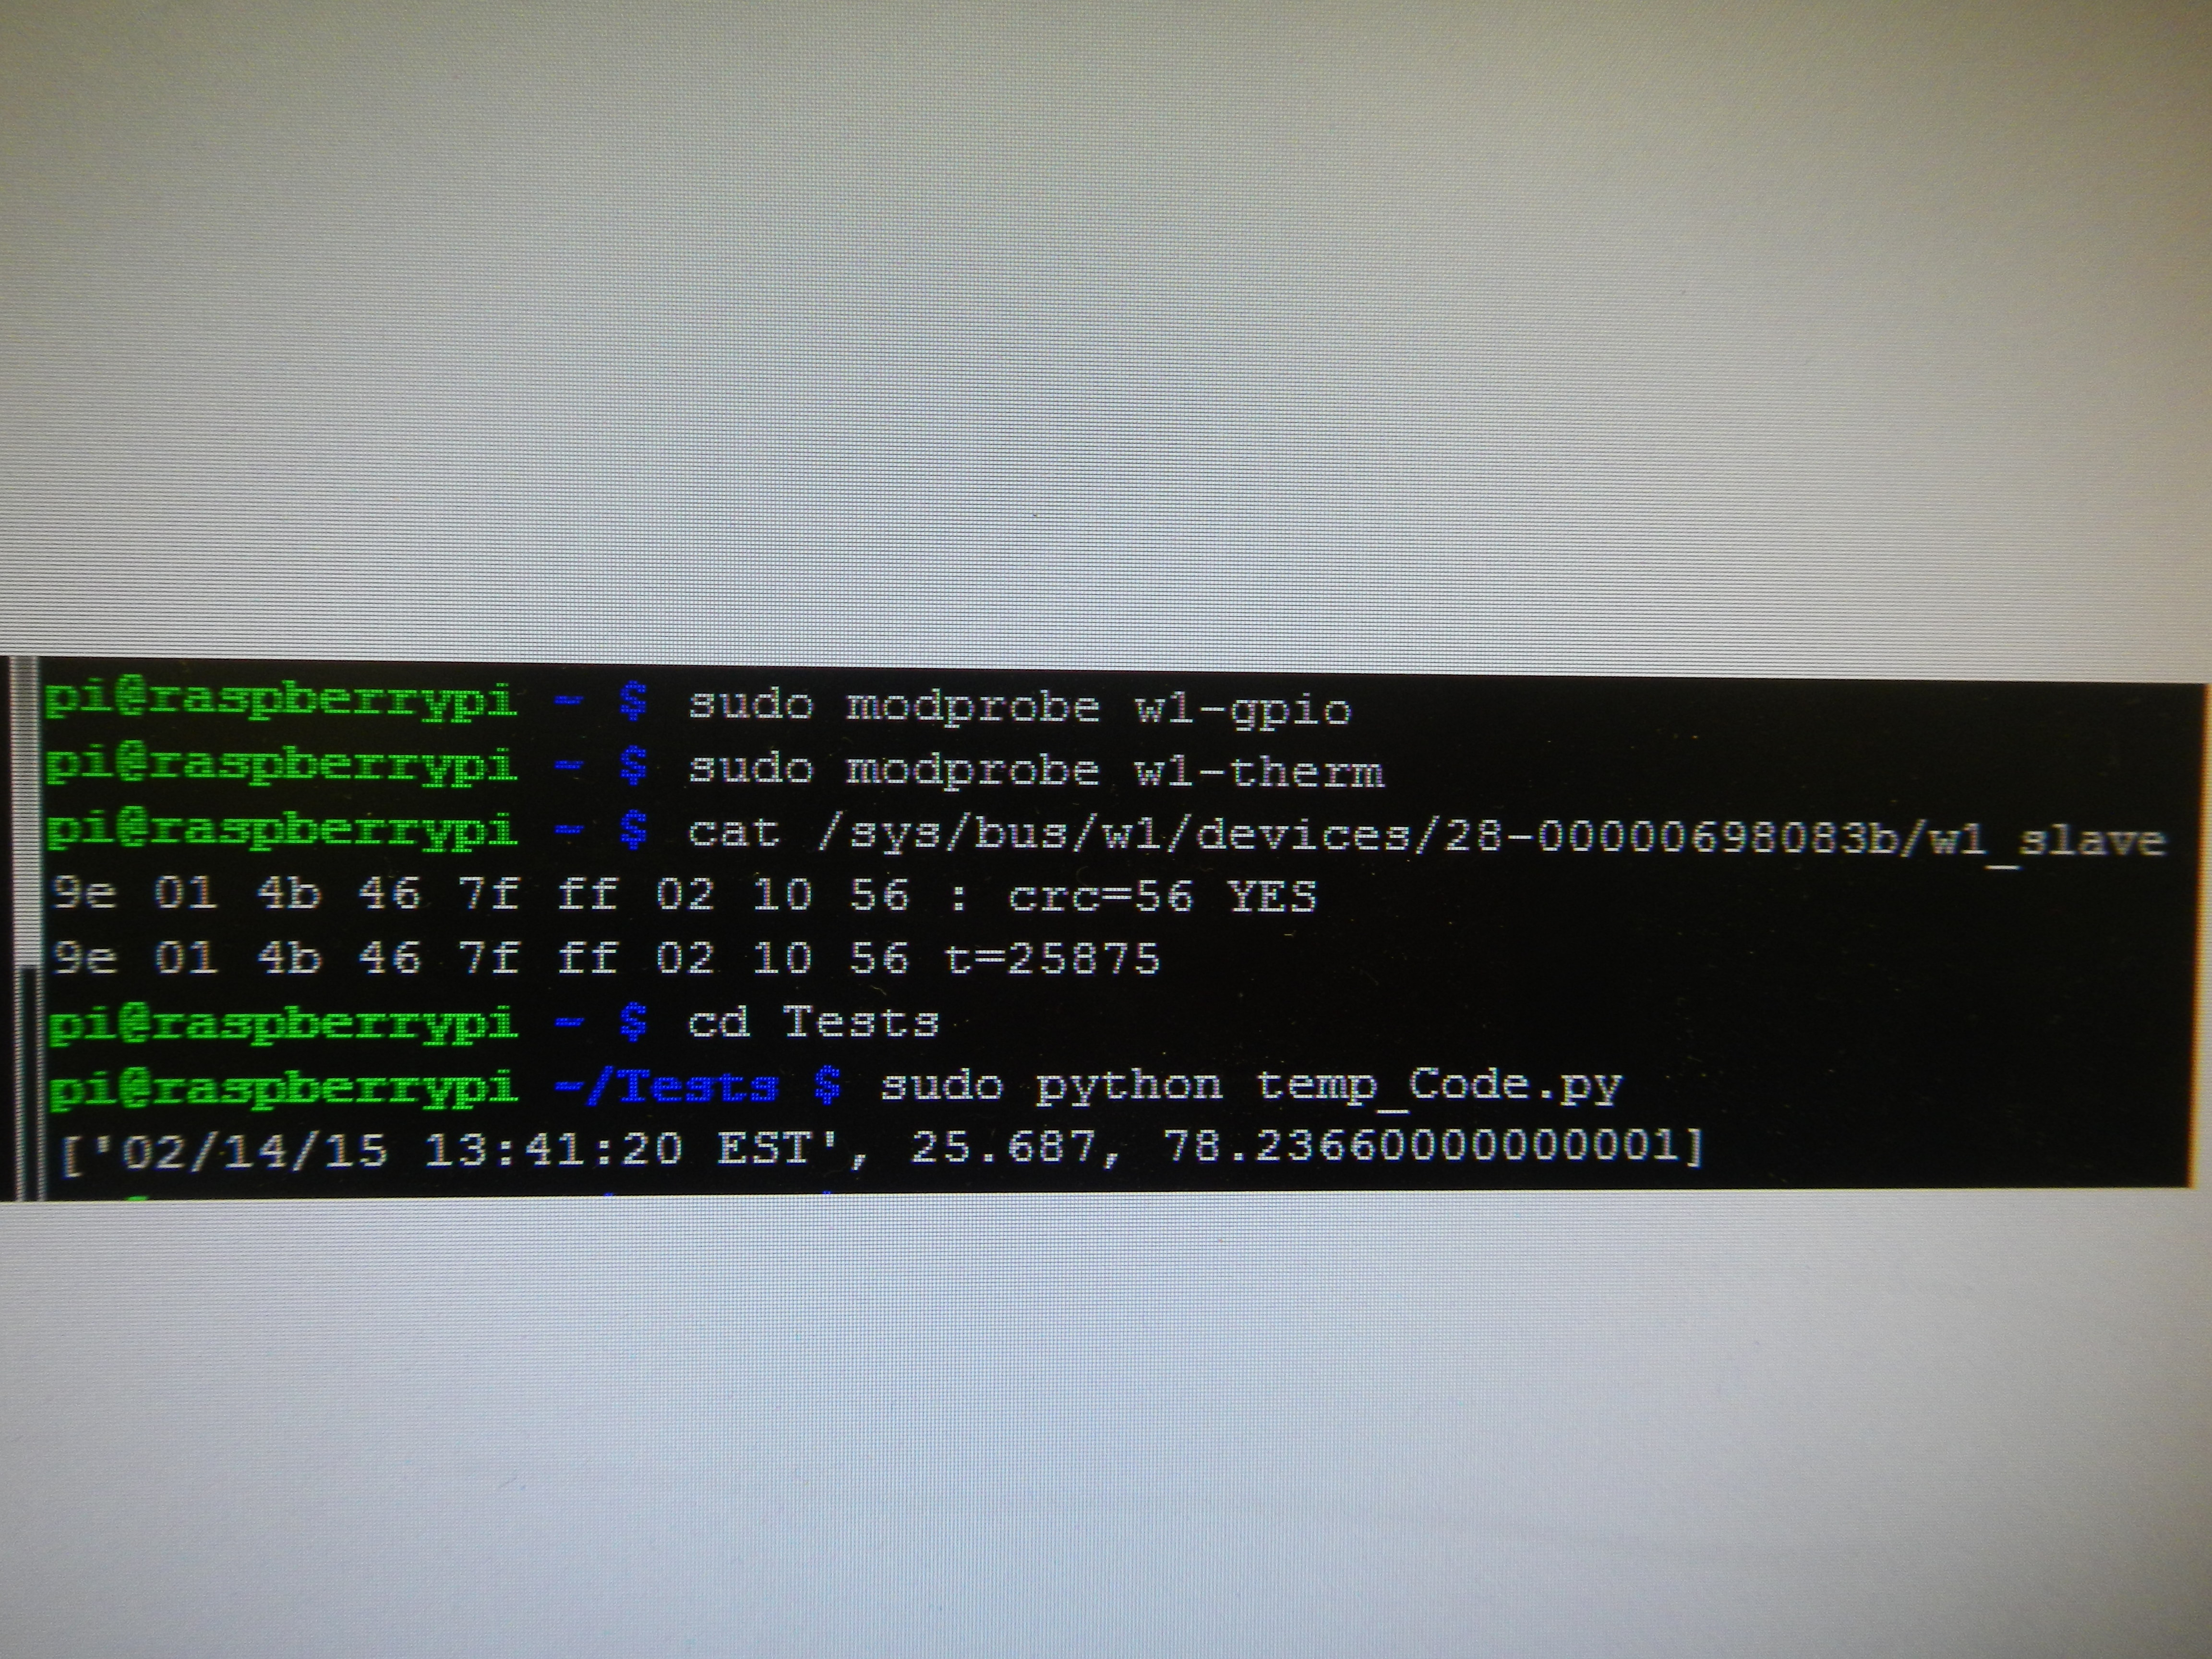 pi@raspberrypi ~ $ sudo modprobe w1-gpio
pi@raspberrypi ~ $ sudo modprobe w1-therm
pi@raspberrypi ~ $ cat /sys/bus/w1/devices/28-00000698083b/w1_slave
9e 01 4b 46 7f ff 02 10 56 : crc=56 YES
9e 01 4b 46 7f ff 02 10 56 t=25875
pi@raspberrypi ~ $ cd Tests
pi@raspberrypi ~/Tests $ sudo python temp_Code.py
['02/14/15 13:41:20 EST', 25.687, 78.23660000000001]